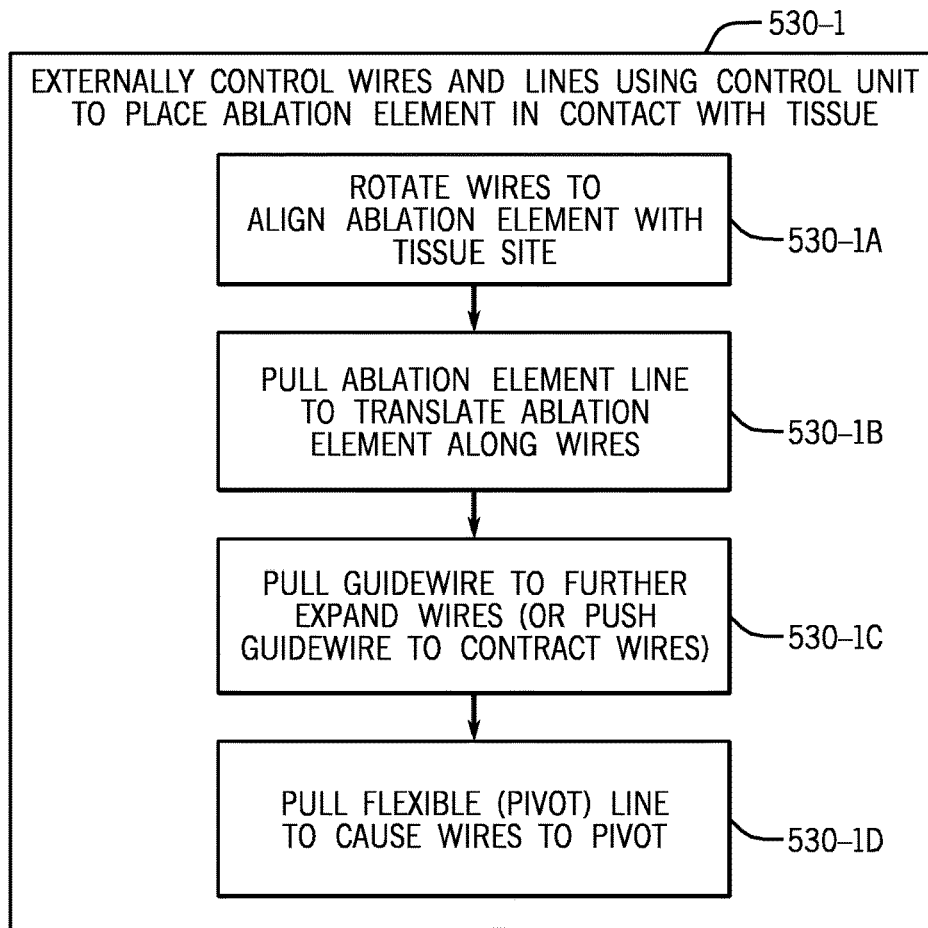 530-1
EXTERNALLY CONTROL WIRES AND LINES USING CONTROL UNIT
TO PLACE ABLATION ELEMENT IN CONTACT WITH TISSUE
ROTATE WIRES TO
ALIGN ABLATION ELEMENT WITH
TISSUE SITE
530-1A
PULL ABLATION ELEMENT LINE
TO TRANSLATE ABLATION
ELEMENT ALONG WIRES
530-1B
PULL GUIDEWIRE TO FURTHER
EXPAND WIRES (OR PUSH
GUIDEWIRE TO CONTRACT WIRES)
530-1C
PULL FLEXIBLE (PIVOT) LINE
TO CAUSE WIRES TO PIVOT
530-1D